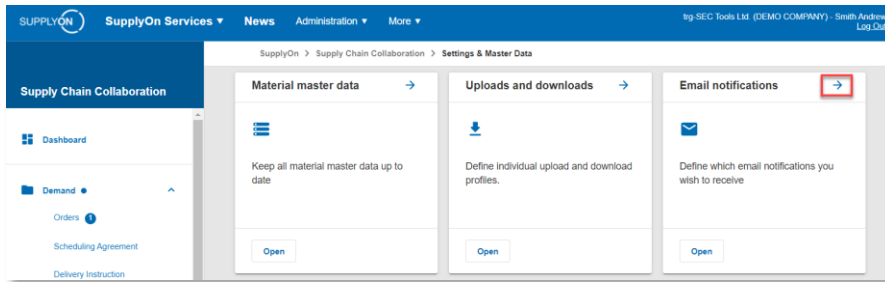 SUPPLYON SupplyOn Services ▾ News Administration ▾ More ▾ trg-SEC Tools Ltd. (DEMO COMPANY) - Smith Andrew
Log Out
SupplyOn > Supply Chain Collaboration > Settings & Master Data
Supply Chain Collaboration
Dashboard
Demand
Orders 1
Scheduling Agreement
Delivery Instruction
Material master data →
Keep all material master data up to
date
Open
Uploads and downloads →
Define individual upload and download
profiles.
Open
Email notifications →
Define which email notifications you
wish to receive
Open